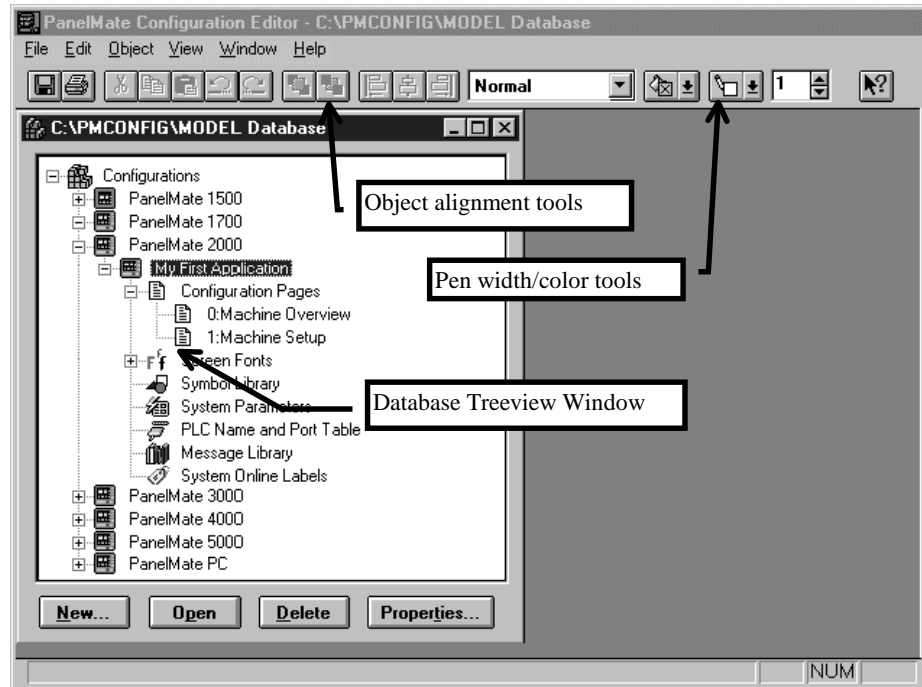 PanelMate Configuration Editor - C:\PMCONFIG\MODEL Database
File Edit Object View Window Help
Normal 1
C:\PMCONFIG\MODEL Database
Configurations
PanelMate 1500
PanelMate 1700
PanelMate 2000
My First Application
Configuration Pages
0:Machine Overview
1:Machine Setup
Screen Fonts
Symbol Library
System Parameters
PLC Name and Port Table
Message Library
System Online Labels
PanelMate 3000
PanelMate 4000
PanelMate 5000
PanelMate PC
Object alignment tools
Pen width/color tools
Database Treeview Window
New... Open Delete Properties...
NUM